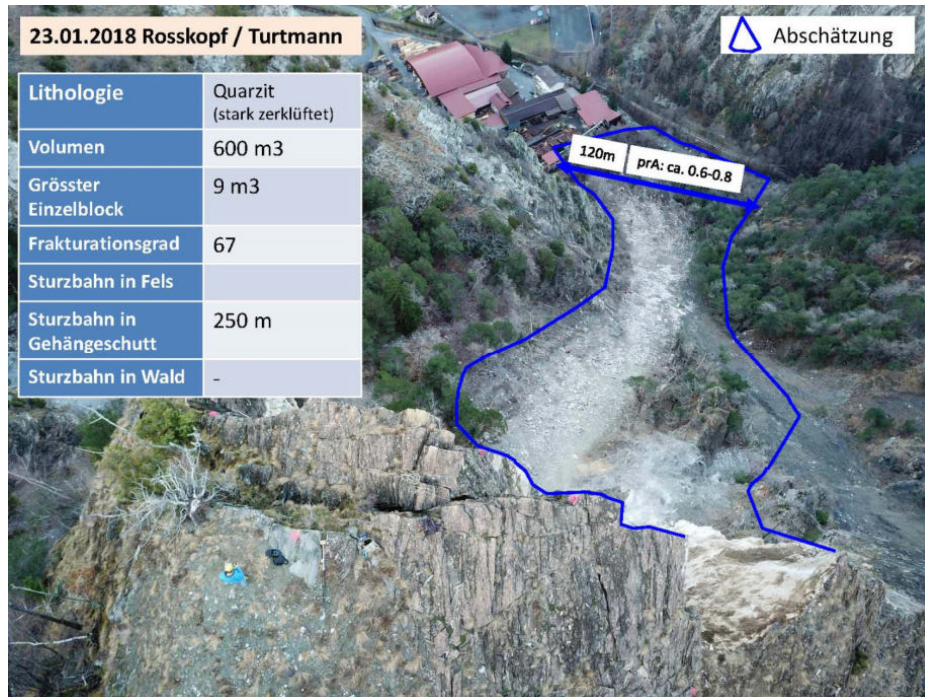 23.01.2018 Rosskopf / Turtmann
Abschätzung
Lithologie Quarzit
(stark zerklüftet)
Volumen 600 m3
Grösster
Einzelblock 9 m3
Frakturationsgrad 67
Sturzbahn in Fels
Sturzbahn in
Gehängeschutt 250 m
Sturzbahn in Wald -
120m prA: ca. 0.6-0.8